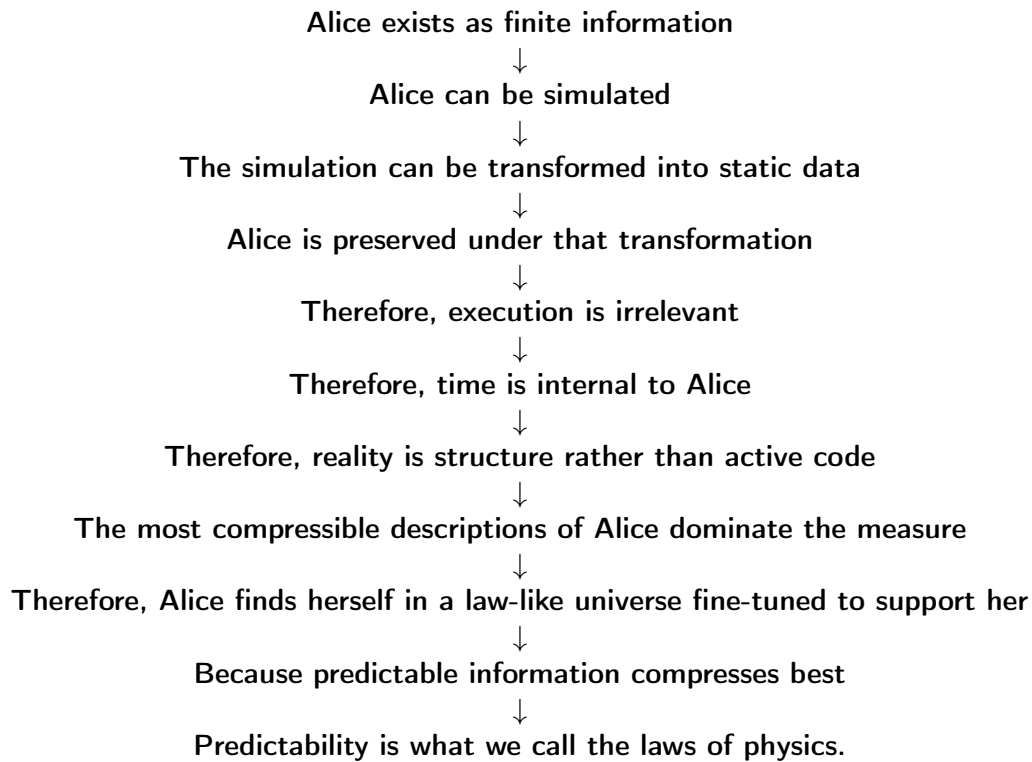 Alice exists as finite information
↓
Alice can be simulated
↓
The simulation can be transformed into static data
↓
Alice is preserved under that transformation
↓
Therefore, execution is irrelevant
↓
Therefore, time is internal to Alice
↓
Therefore, reality is structure rather than active code
↓
The most compressible descriptions of Alice dominate the measure
↓
Therefore, Alice finds herself in a law-like universe fine-tuned to support her
↓
Because predictable information compresses best
↓
Predictability is what we call the laws of physics.